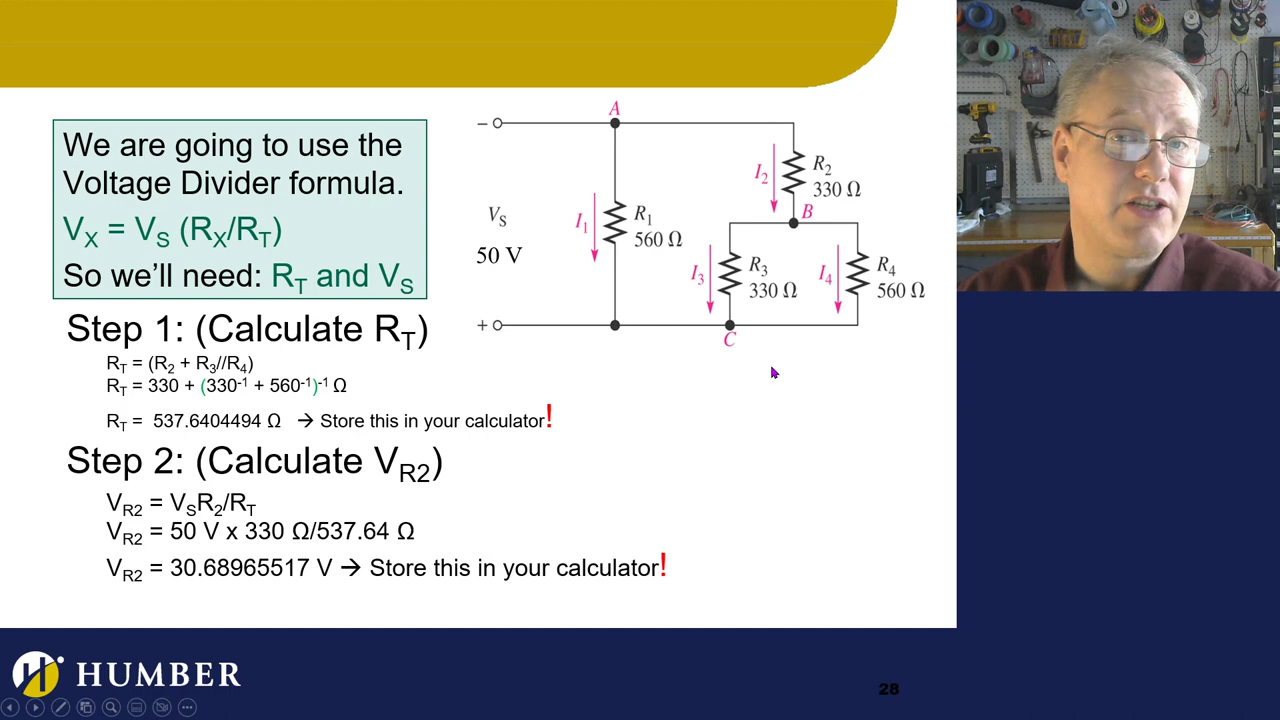 We are going to use the
Voltage Divider formula.
V_X = V_S (R_X/R_T)
So we’ll need: R_T and V_S
Step 1: (Calculate R_T)
R_T = (R_2 + R_3//R_4)
R_T = 330 + (330^-1 + 560^-1)^-1 Ω
R_T = 537.6404494 Ω → Store this in your calculator!
Step 2: (Calculate V_R2)
V_R2 = V_SR_2/R_T
V_R2 = 50 V x 330 Ω/537.64 Ω
V_R2 = 30.68965517 V → Store this in your calculator!
A
−
I_2
R_2
330 Ω
B
V_S
50 V
I_1
R_1
560 Ω
I_3
R_3
330 Ω
I_4
R_4
560 Ω
+
C
HUMBER
28